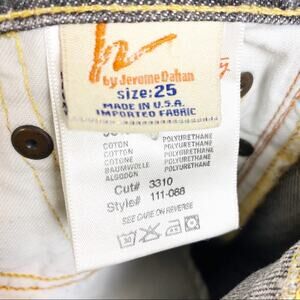 by Jerome Dahan
size:25
MADE IN U.S.A.
IMPORTED FABRIC
COTON POLYURETHANE
COTTON POLYURETHANE
COTONE POLYURETHANE
BAUMWOLLE POLYURETHANE
ALGODON POLYURETHANE
Cut# 3310
Style# 111-088
SEE CARE ON REVERSE
30